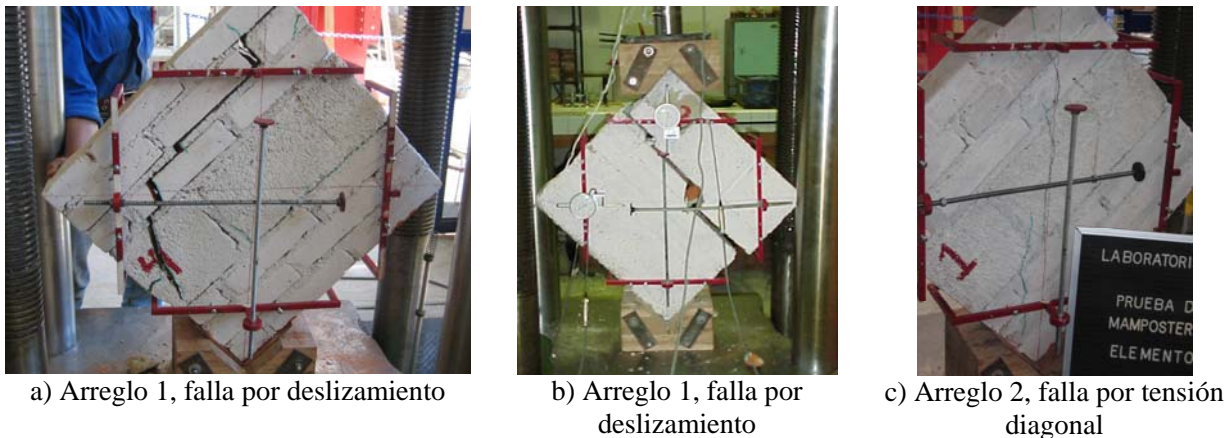 LABORATORI
PRUEBA D
MAMPOSTER
ELEMENTO
1
a) Arreglo 1, falla por deslizamiento
b) Arreglo 1, falla por
deslizamiento
c) Arreglo 2, falla por tensión
diagonal